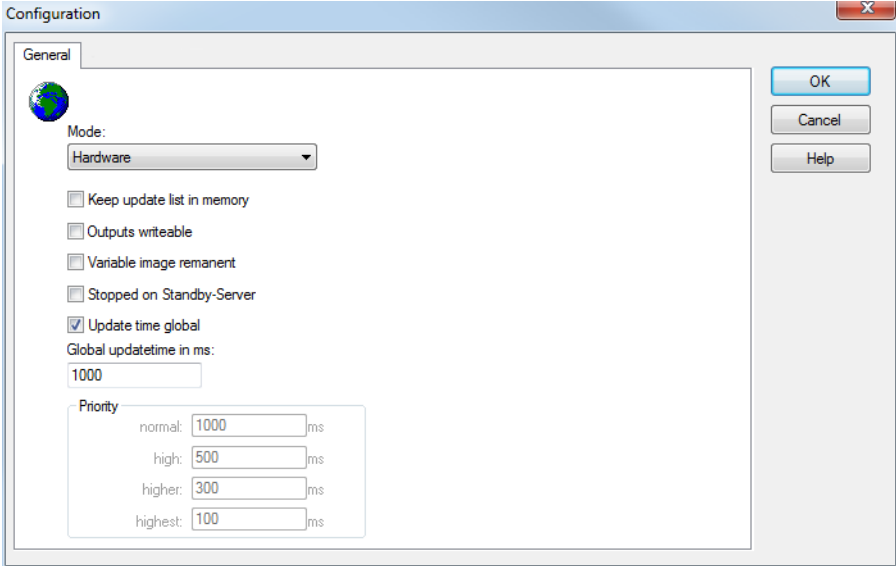 Configuration
General
OK
Mode:
Cancel
Hardware
Help
Keep update list in memory
Outputs writeable
Variable image remanent
Stopped on Standby-Server
Update time global
Global updatetime in ms:
1000
Priority
normal: 1000 ms
high: 500 ms
higher: 300 ms
highest: 100 ms